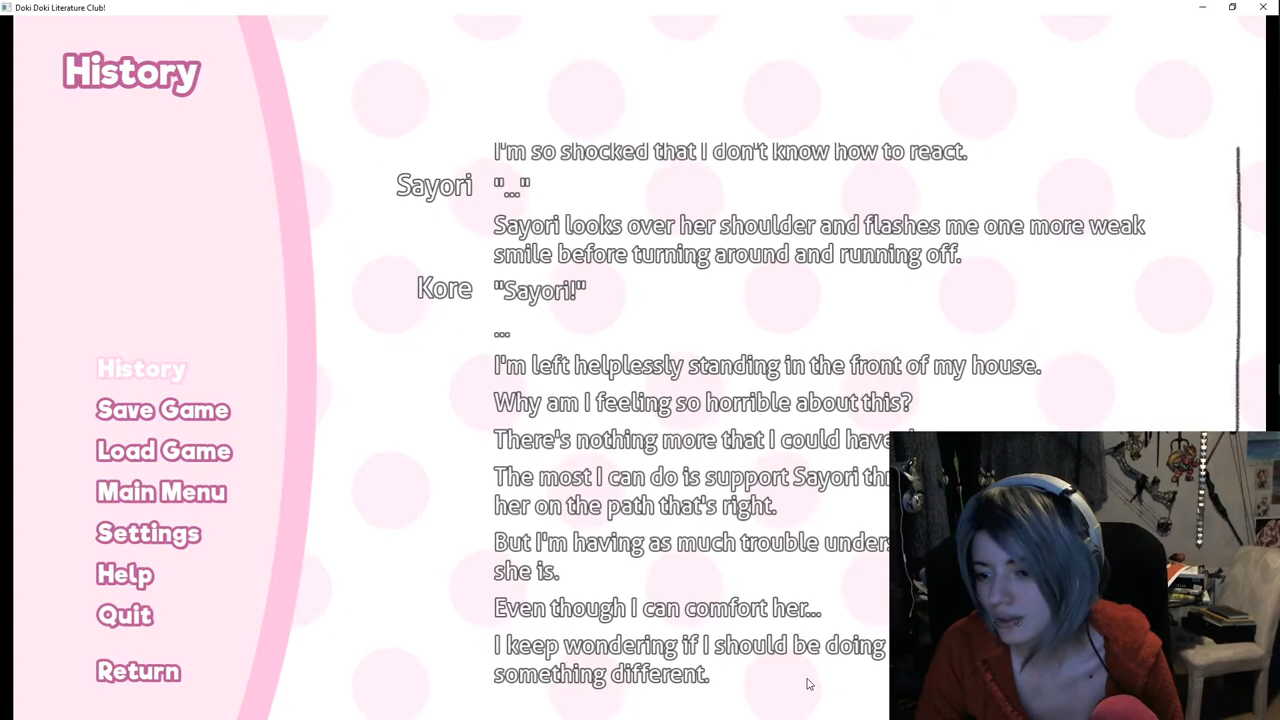 Doki Doki Literature Club!
History
I'm so shocked that I don't know how to react.
Sayori "..."
Sayori looks over her shoulder and flashes me one more weak
smile before turning around and running off.
Kore "Sayori!"
...
I'm left helplessly standing in the front of my house.
Why am I feeling so horrible about this?
There's nothing more that I could have
The most I can do is support Sayori
her on the path that's right.
But I'm having as much trouble
she is.
Even though I can comfort her...
I keep wondering if I should be doing
something different.
History
Save Game
Load Game
Main Menu
Settings
Help
Quit
Return